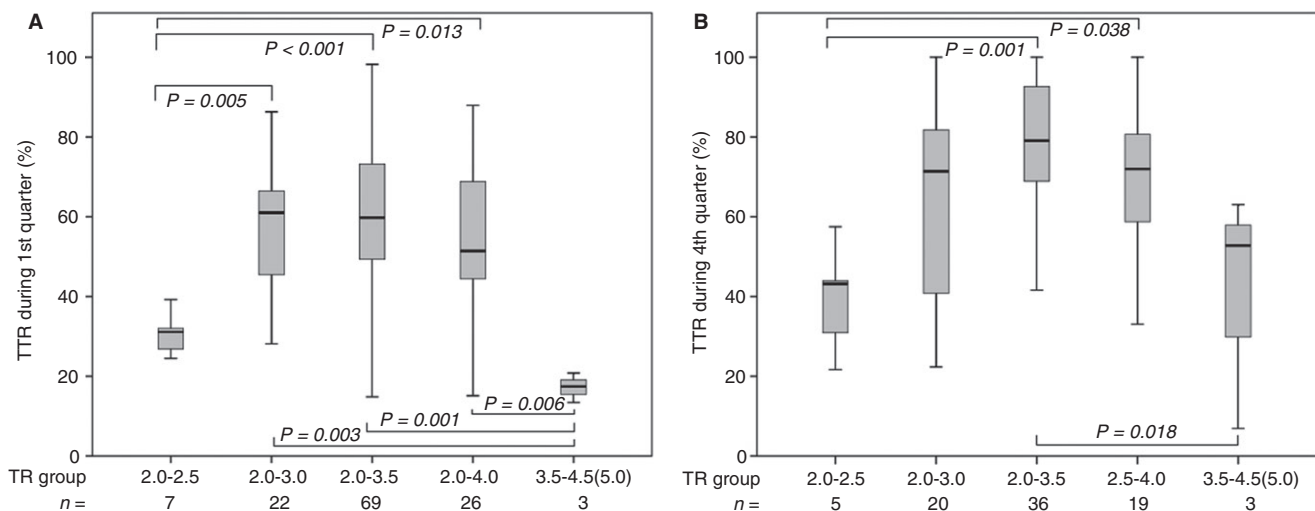 A
P = 0.013
P < 0.001
P = 0.005
100
80
60
40
20
0
TTR during 1st quarter (%)
P = 0.006
P = 0.001
P = 0.003
TR group 2.0-2.5 2.0-3.0 2.0-3.5 2.0-4.0 3.5-4.5(5.0)
n = 7 22 69 26 3
B
P = 0.038
P = 0.001
100
80
60
40
20
0
TTR during 4th quarter (%)
P = 0.018
2.0-2.5 2.0-3.0 2.0-3.5 2.5-4.0 3.5-4.5(5.0)
5 20 36 19 3